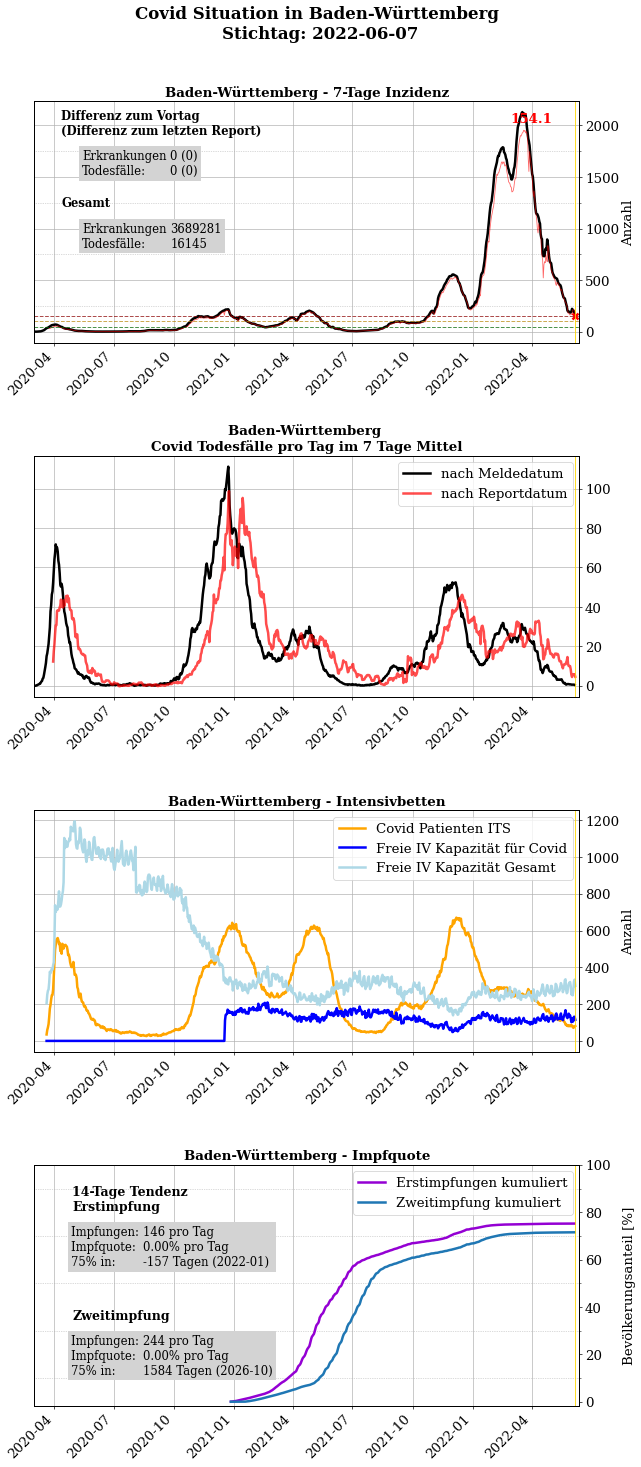 Covid Situation in Baden-Württemberg
Stichtag: 2022-06-07
Baden-Württemberg - 7-Tage Inzidenz
Differenz zum Vortag
(Differenz zum letzten Report)
Erkrankungen 0 (0)
Todesfälle: 0 (0)
Gesamt
Erkrankungen 3689281
Todesfälle: 16145
2000
1500
1000
500
0
Anzahl
2020-04
2020-07
2020-10
2021-01
2021-04
2021-07
2021-10
2022-01
2022-04
Baden-Württemberg
Covid Todesfälle pro Tag im 7 Tage Mittel
nach Meldedatum
nach Reportdatum
100
80
60
40
20
0
2020-04
2020-07
2020-10
2021-01
2021-04
2021-07
2021-10
2022-01
2022-04
Baden-Württemberg - Intensivbetten
Covid Patienten ITS
Freie IV Kapazität für Covid
Freie IV Kapazität Gesamt
1200
1000
800
600
400
200
0
Anzahl
2020-04
2020-07
2020-10
2021-01
2021-04
2021-07
2021-10
2022-01
2022-04
Baden-Württemberg - Impfquote
14-Tage Tendenz
Erstimpfung
Impfungen: 146 pro Tag
Impfquote: 0.00% pro Tag
75% in: -157 Tagen (2022-01)
Zweitimpfung
Impfungen: 244 pro Tag
Impfquote: 0.00% pro Tag
75% in: 1584 Tagen (2026-10)
Erstimpfungen kumuliert
Zweitimpfung kumuliert
100
80
60
40
20
0
Bevölkerungsanteil [%]
2020-04
2020-07
2020-10
2021-01
2021-04
2021-07
2021-10
2022-01
2022-04